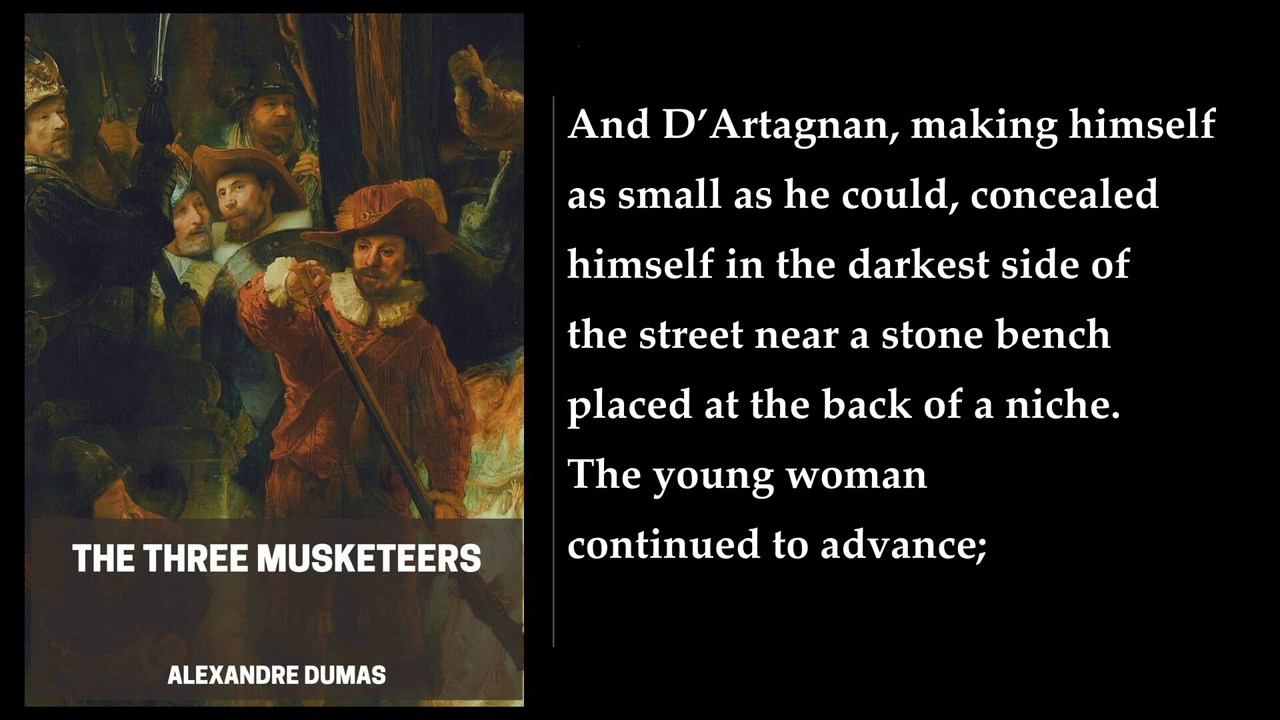 THE THREE MUSKETEERS
ALEXANDRE DUMAS
And D’Artagnan, making himself
as small as he could, concealed
himself in the darkest side of
the street near a stone bench
placed at the back of a niche.
The young woman
continued to advance;